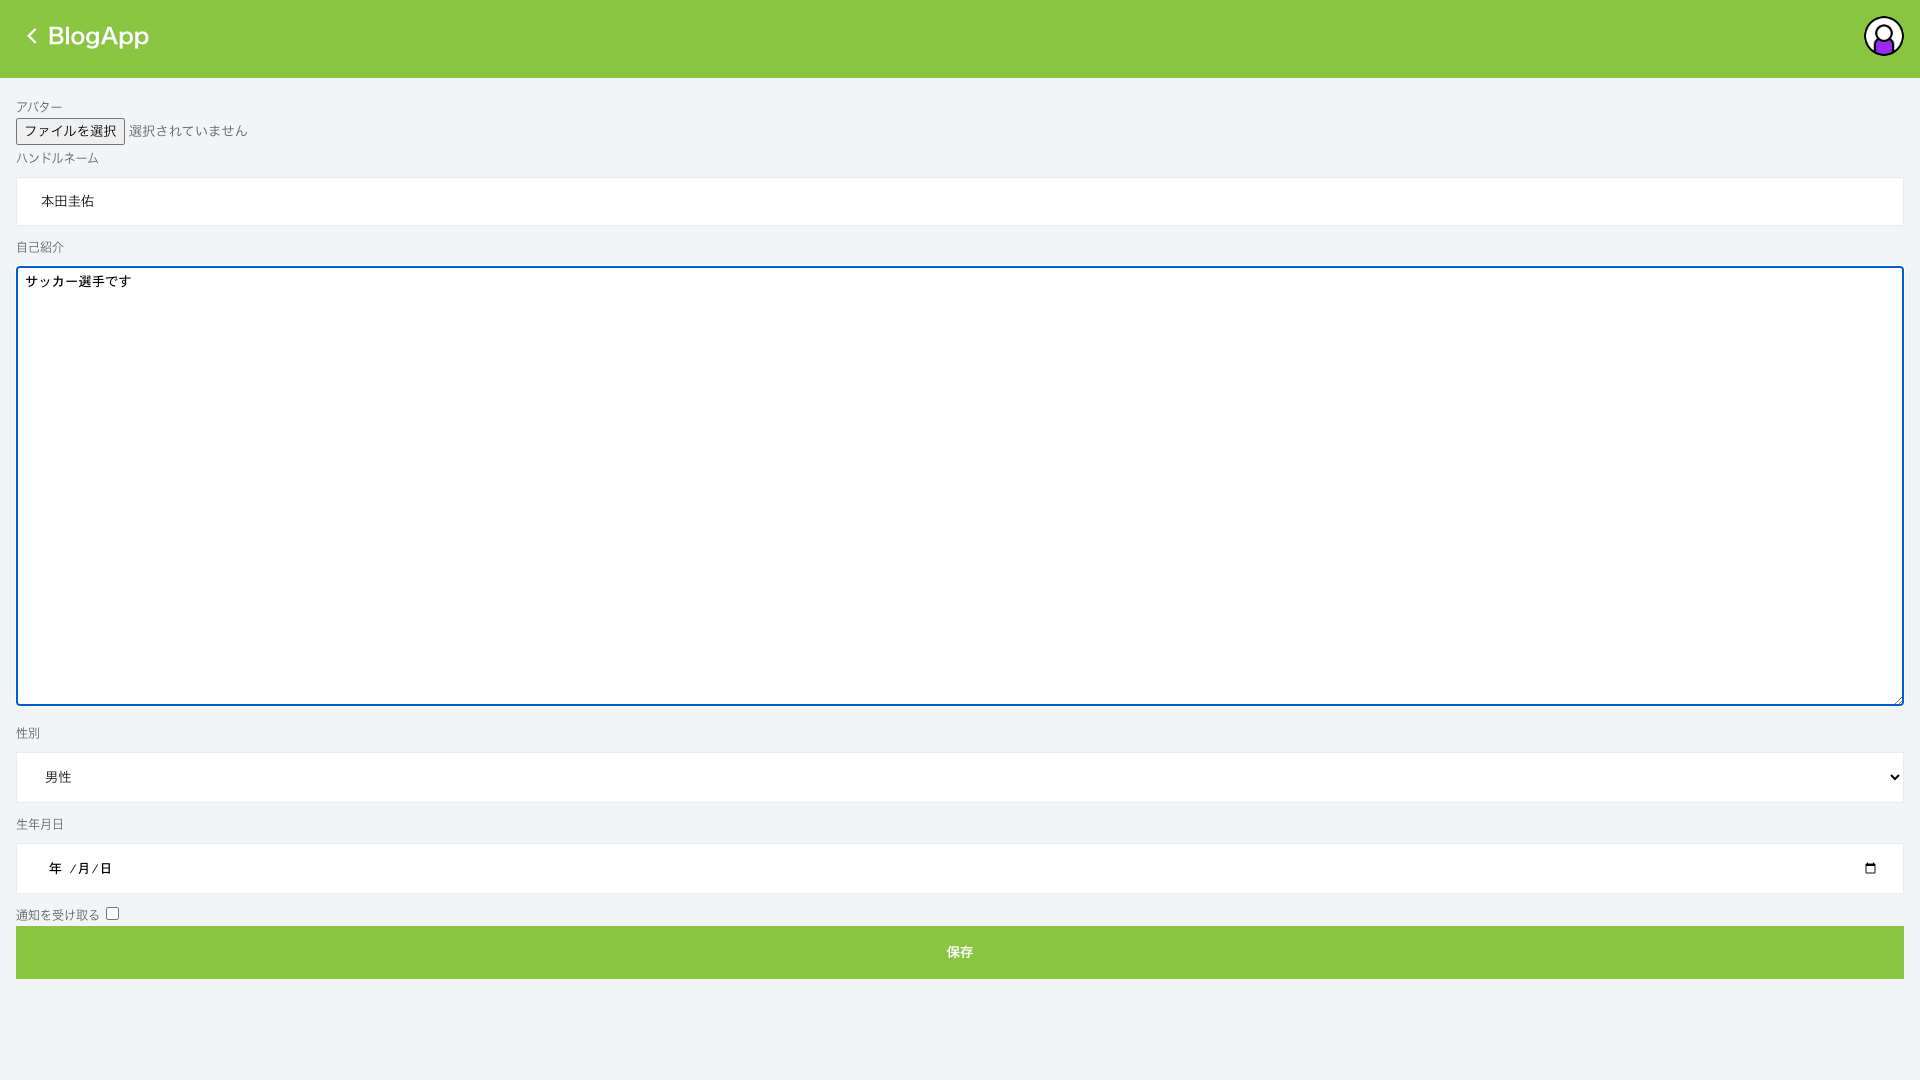 BlogApp
アバター
ファイルを選択 選択されていません
ハンドルネーム
本田圭佑
自己紹介
サッカー選手です
性別
男性
生年月日
年 /月/日
通知を受け取る
保存